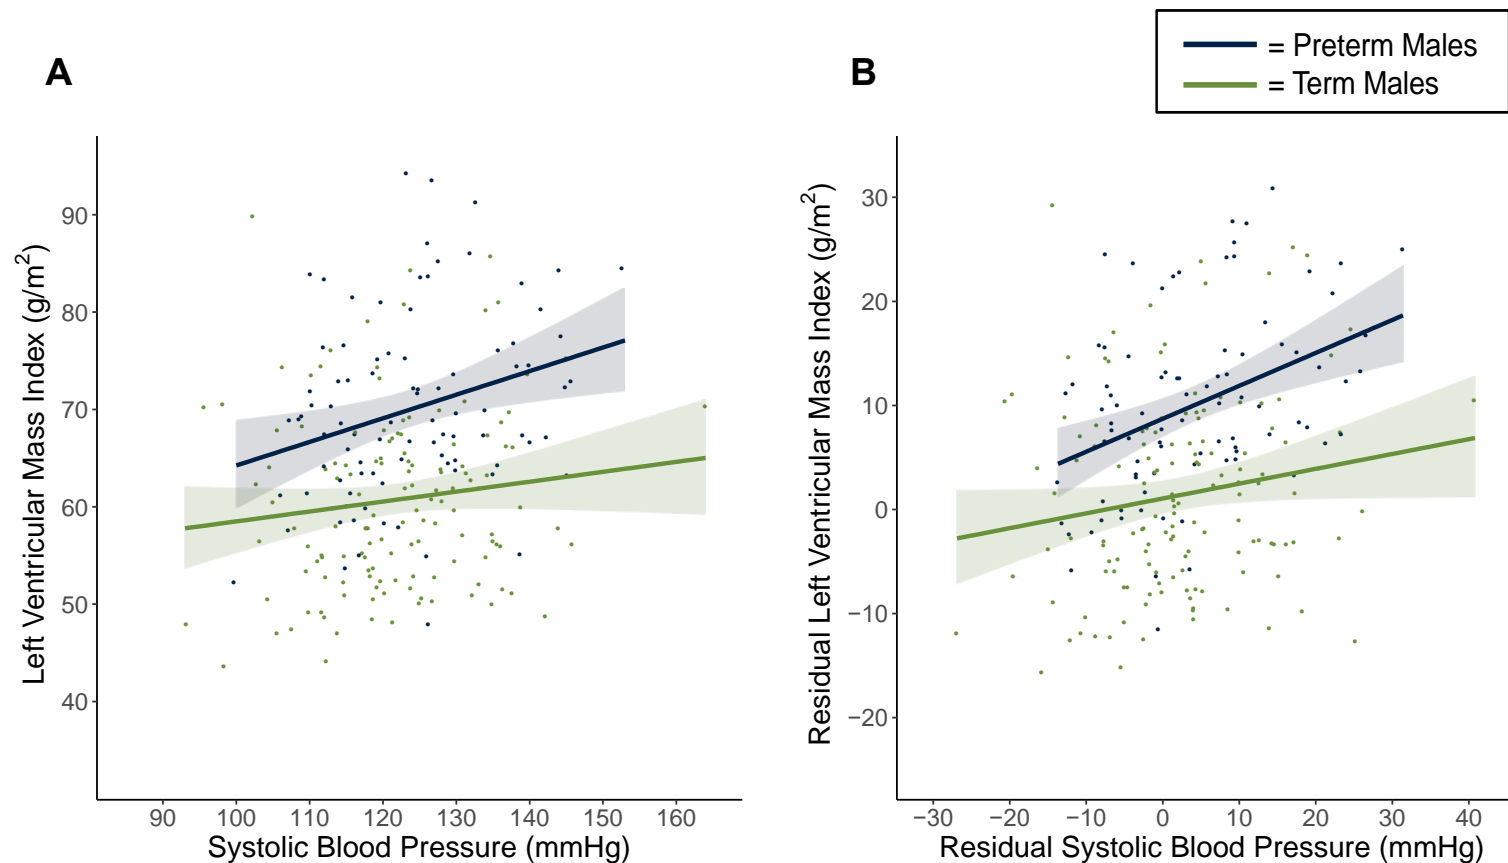 = Preterm Males
= Term Males
A
B
Left Ventricular Mass Index (g/m²)
90
80
70
60
50
40
90 100 110 120 130 140 150 160
Systolic Blood Pressure (mmHg)
Residual Left Ventricular Mass Index (g/m²)
30
20
10
0
−10
−20
−30 −20 −10 0 10 20 30 40
Residual Systolic Blood Pressure (mmHg)